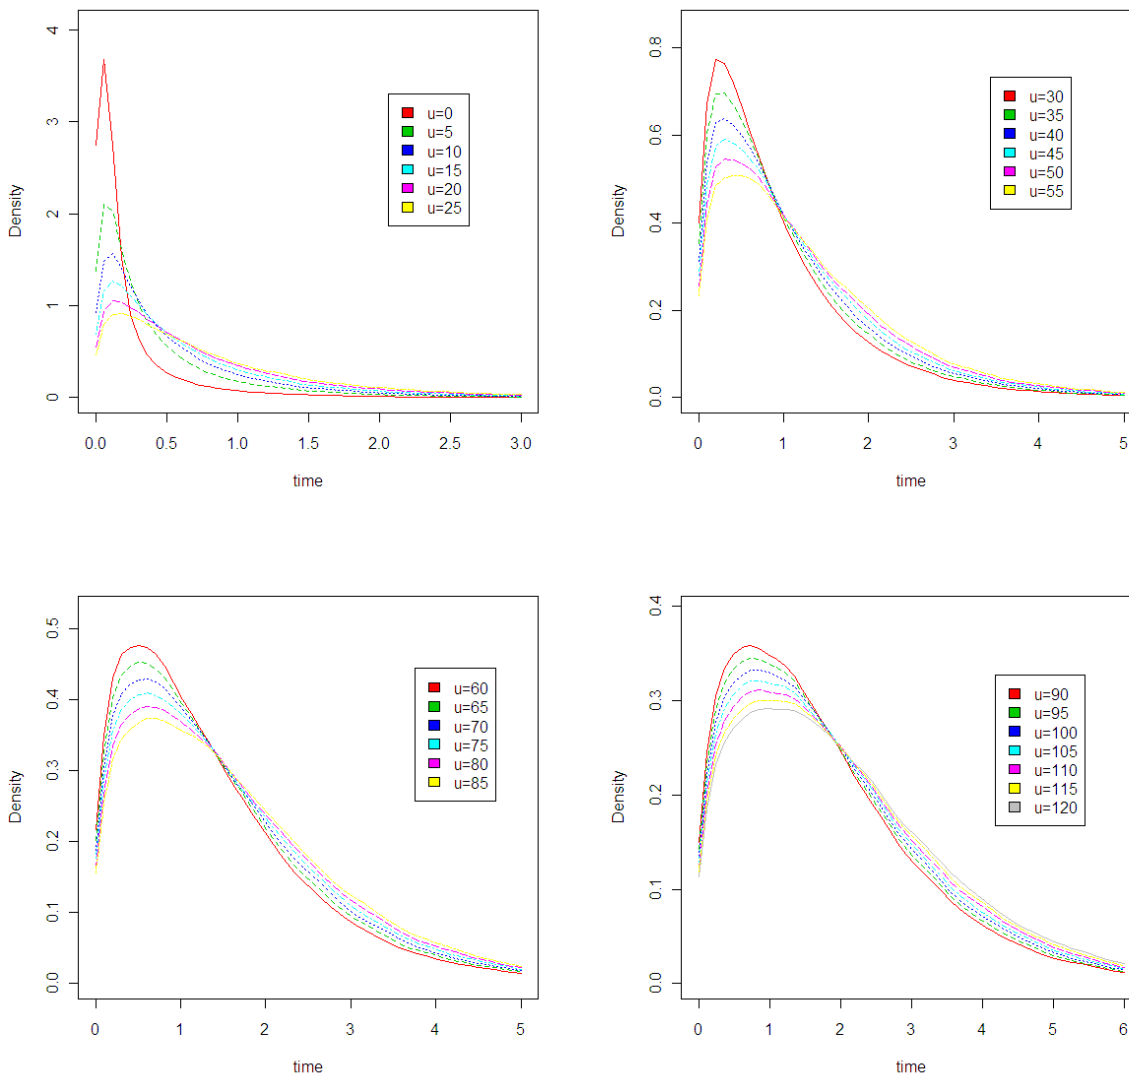 Density
4
3
2
1
0
0.0 0.5 1.0 1.5 2.0 2.5 3.0
time
u=0
u=5
u=10
u=15
u=20
u=25
Density
0.8
0.6
0.4
0.2
0.0
0 1 2 3 4 5
time
u=30
u=35
u=40
u=45
u=50
u=55
Density
0.5
0.4
0.3
0.2
0.1
0.0
0 1 2 3 4 5
time
u=60
u=65
u=70
u=75
u=80
u=85
Density
0.4
0.3
0.2
0.1
0.0
0 1 2 3 4 5 6
time
u=90
u=95
u=100
u=105
u=110
u=115
u=120